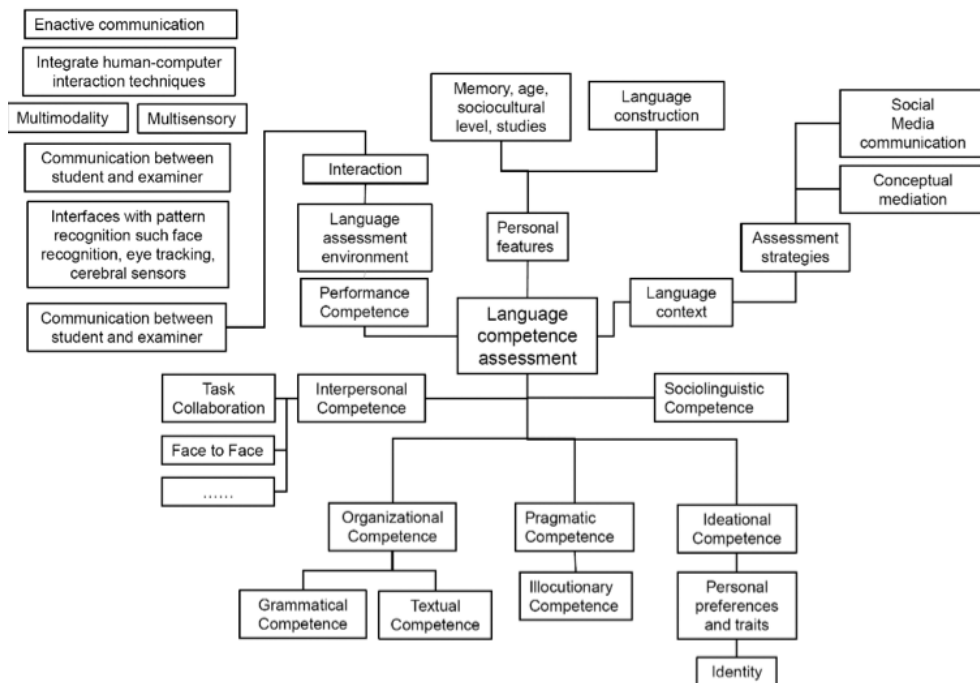 Enactive communication
Integrate human-computer
interaction techniques
Multimodality
Multisensory
Communication between
student and examiner
Interfaces with pattern
recognition such face
recognition, eye tracking,
cerebral sensors
Communication between
student and examiner
Interaction
Language
assessment
environment
Performance
Competence
Memory, age,
sociocultural
level, studies
Language
construction
Personal
features
Language
competence
assessment
Social
Media
communication
Conceptual
mediation
Assessment
strategies
Language
context
Task
Collaboration
Interpersonal
Competence
Sociolinguistic
Competence
Face to Face
......
Organizational
Competence
Pragmatic
Competence
Ideational
Competence
Grammatical
Competence
Textual
Competence
Illocutionary
Competence
Personal
preferences
and traits
Identity